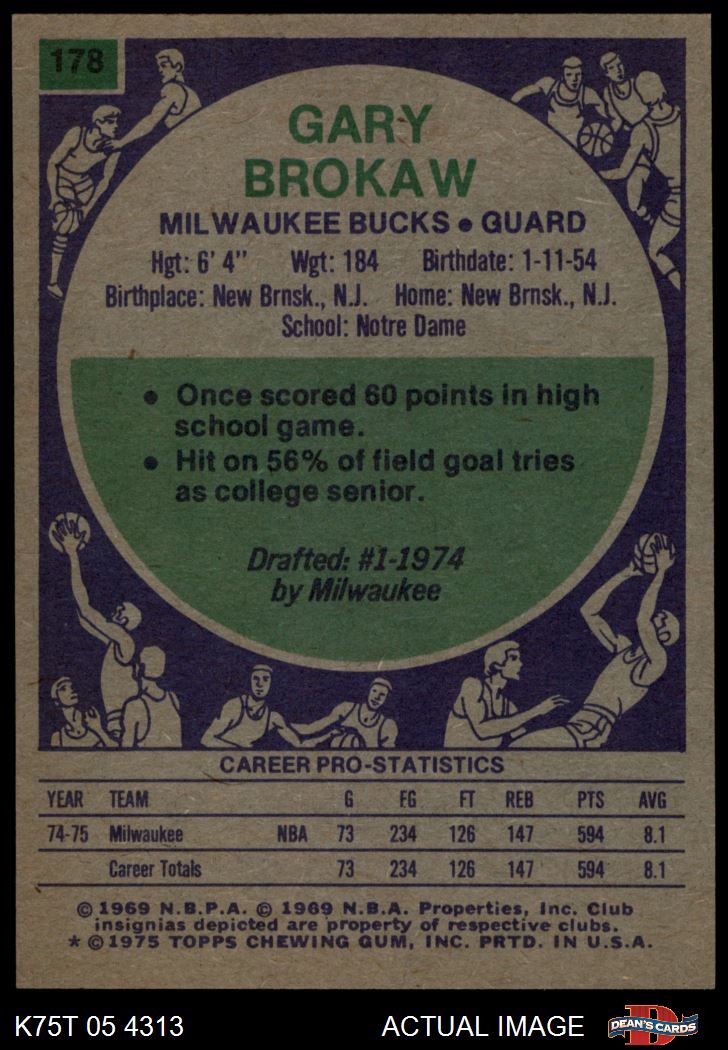 178
GARY
BROKAW
MILWAUKEE BUCKS • GUARD
Hgt: 6' 4" Wgt: 184 Birthdate: 1-11-54
Birthplace: New Brnsk., N.J. Home: New Brnsk., N.J.
School: Notre Dame
• Once scored 60 points in high
school game.
• Hit on 56% of field goal tries
as college senior.
Drafted: #1-1974
by Milwaukee
CAREER PRO-STATISTICS
YEAR TEAM G FG FT REB PTS AVG
74-75 Milwaukee NBA 73 234 126 147 594 8.1
Career Totals 73 234 126 147 594 8.1
© 1969 N.B.P.A. © 1969 N.B.A. Properties, Inc. Club
insignias depicted are property of respective clubs.
* © 1975 TOPPS CHEWING GUM, INC. PRTD. IN U.S.A.
K75T 05 4313 ACTUAL IMAGE D DEAN'S CARDS